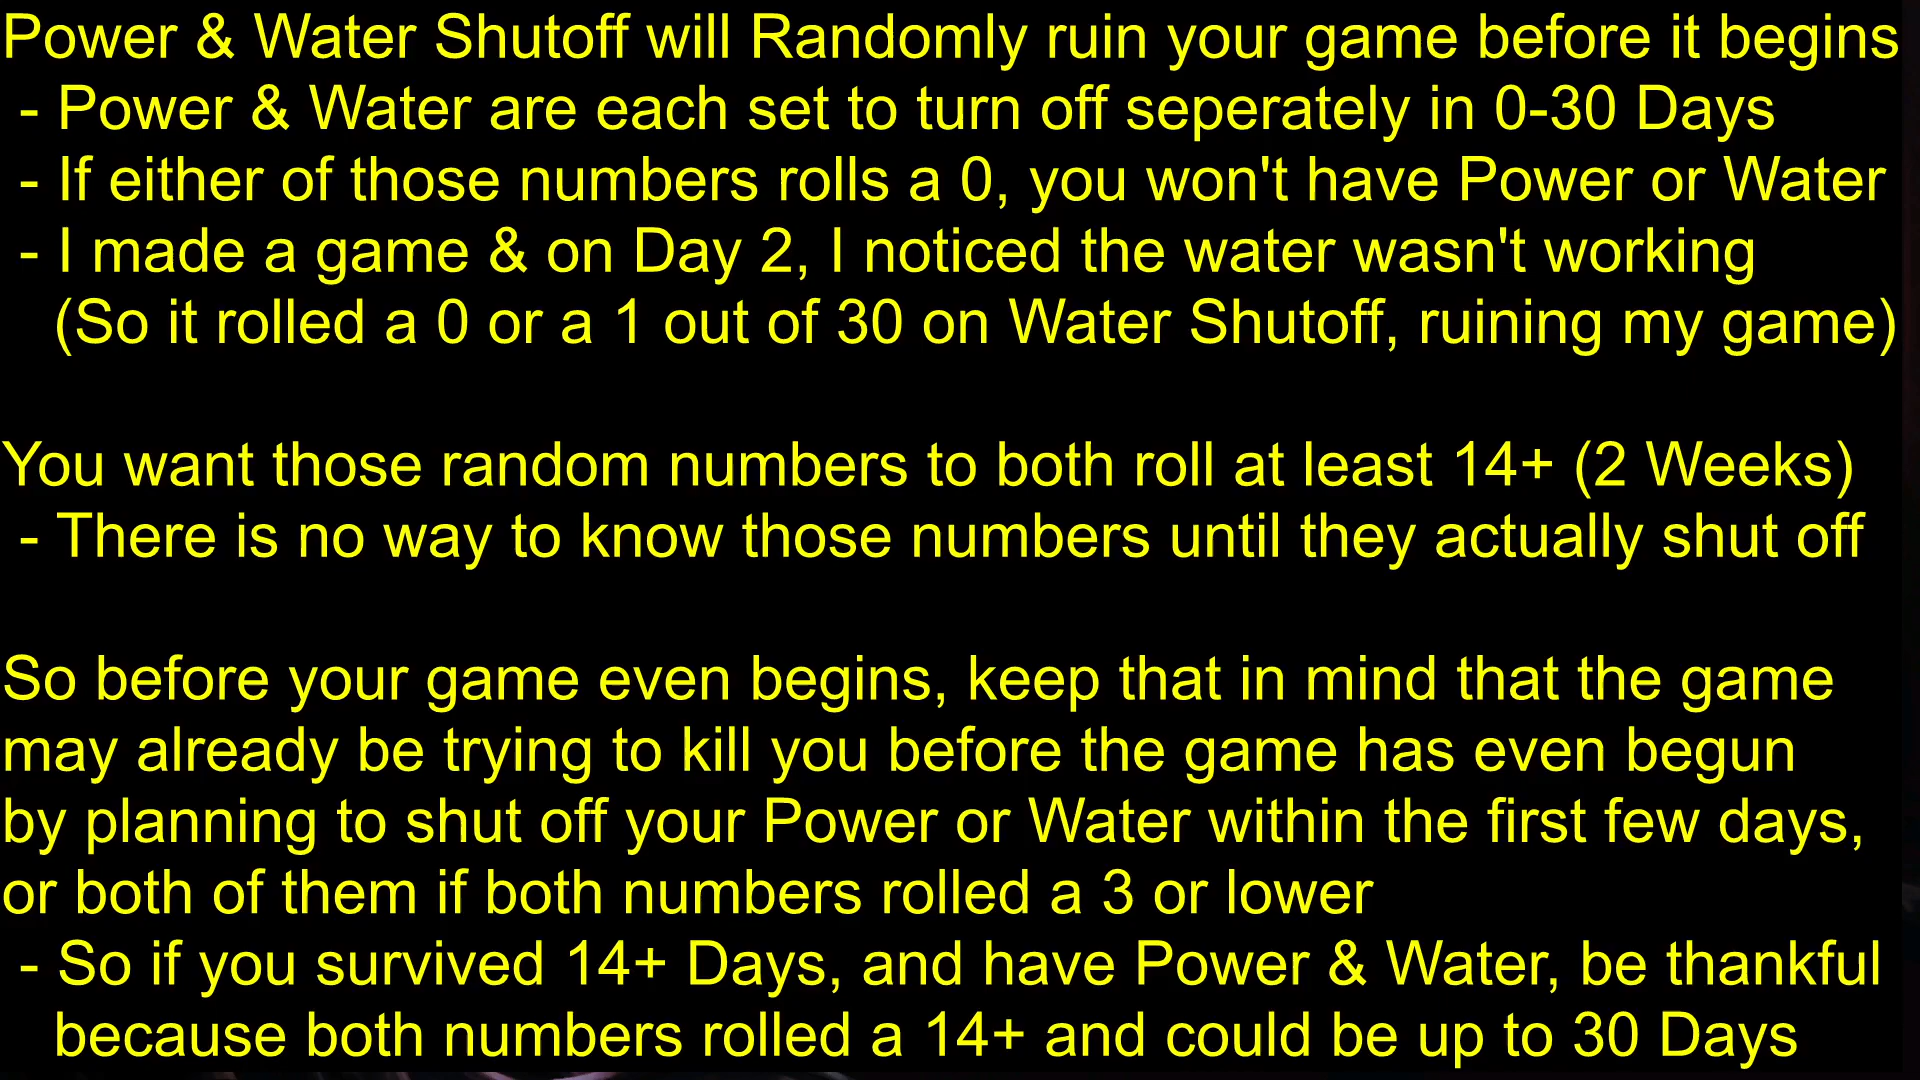 Power & Water Shutoff will Randomly ruin your game before it begins
- Power & Water are each set to turn off seperately in 0-30 Days
- If either of those numbers rolls a 0, you won't have Power or Water
- I made a game & on Day 2, I noticed the water wasn't working
(So it rolled a 0 or a 1 out of 30 on Water Shutoff, ruining my game)
You want those random numbers to both roll at least 14+ (2 Weeks)
- There is no way to know those numbers until they actually shut off
So before your game even begins, keep that in mind that the game
may already be trying to kill you before the game has even begun
by planning to shut off your Power or Water within the first few days,
or both of them if both numbers rolled a 3 or lower
- So if you survived 14+ Days, and have Power & Water, be thankful
because both numbers rolled a 14+ and could be up to 30 Days